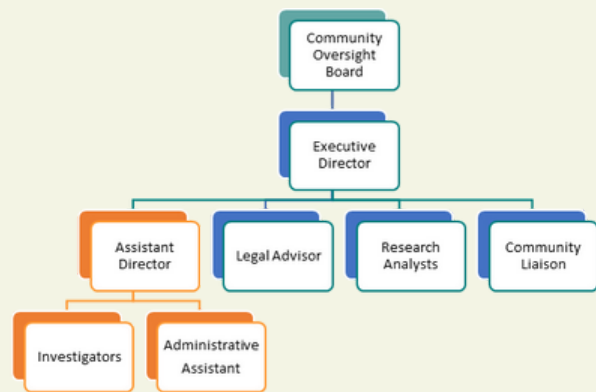 Community
Oversight
Board
Executive
Director
Assistant
Director
Legal Advisor
Research
Analysts
Community
Liaison
Investigators
Administrative
Assistant